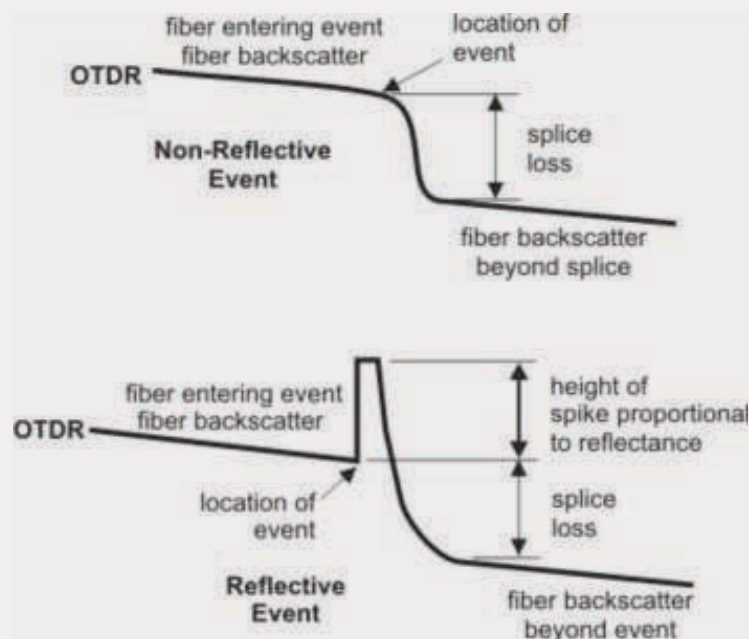 fiber entering event
fiber backscatter
location of
event
OTDR
Non-Reflective
Event
splice
loss
fiber backscatter
beyond splice
fiber entering event
fiber backscatter
OTDR
height of
spike proportional
to reflectance
location of
event
splice
loss
Reflective
Event
fiber backscatter
beyond event